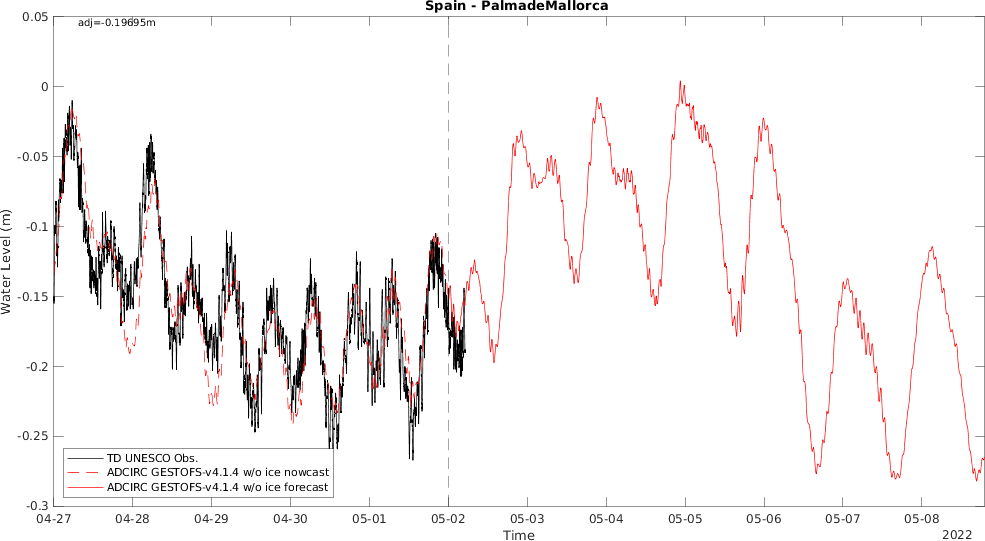 Spain - PalmadeMallorca
adj=-0.19695m
0.05
0
-0.05
-0.1
-0.15
-0.2
-0.25
-0.3
Water Level (m)
TD UNESCO Obs.
ADCIRC GESTOFS-v4.1.4 w/o ice nowcast
ADCIRC GESTOFS-v4.1.4 w/o ice forecast
04-27 04-28 04-29 04-30 05-01 05-02 05-03 05-04 05-05 05-06 05-07 05-08
Time
2022